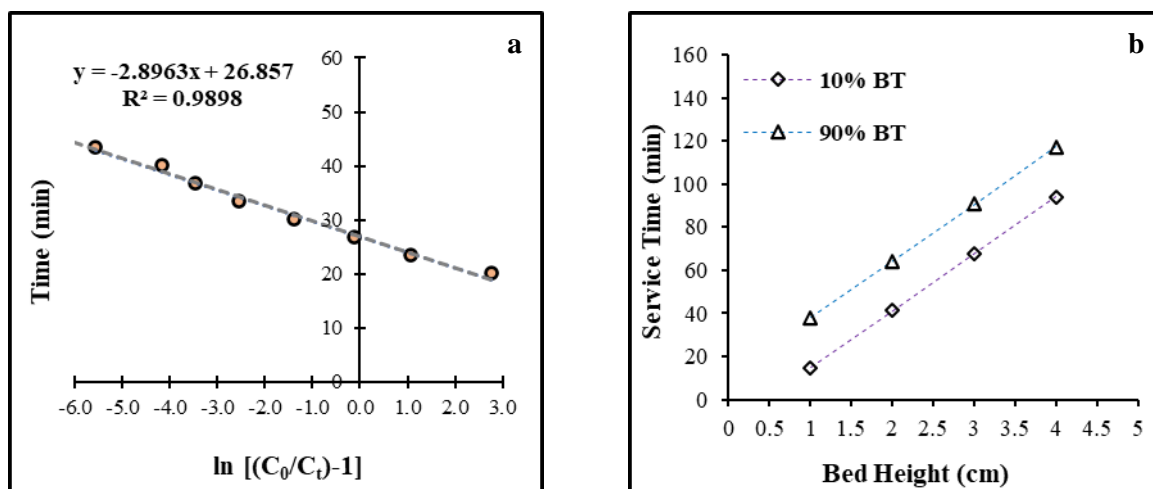 a
y = -2.8963x + 26.857
R² = 0.9898
60
50
40
30
20
10
0
-6.0 -5.0 -4.0 -3.0 -2.0 -1.0 0.0 1.0 2.0 3.0
Time (min)
ln [(C₀/Cₜ)-1]
b
10% BT
90% BT
160
140
120
100
80
60
40
20
0
0 0.5 1 1.5 2 2.5 3 3.5 4 4.5 5
Service Time (min)
Bed Height (cm)